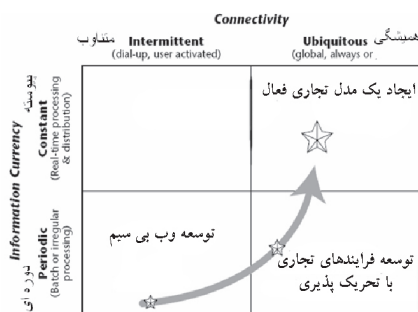 Connectivity
متناوب Intermittent
(dial-up, user activated)
Ubiquitous همیشگی
(global, always or
Information Currency
پیوسته
Constant
(Real-time processing
& distribution)
دوره ای
Periodic
(Batch or irregular
processing)
ایجاد یک مدل تجاری فعال
توسعه وب بی سیم
توسعه فرایندهای تجاری
با تحریک پذیری